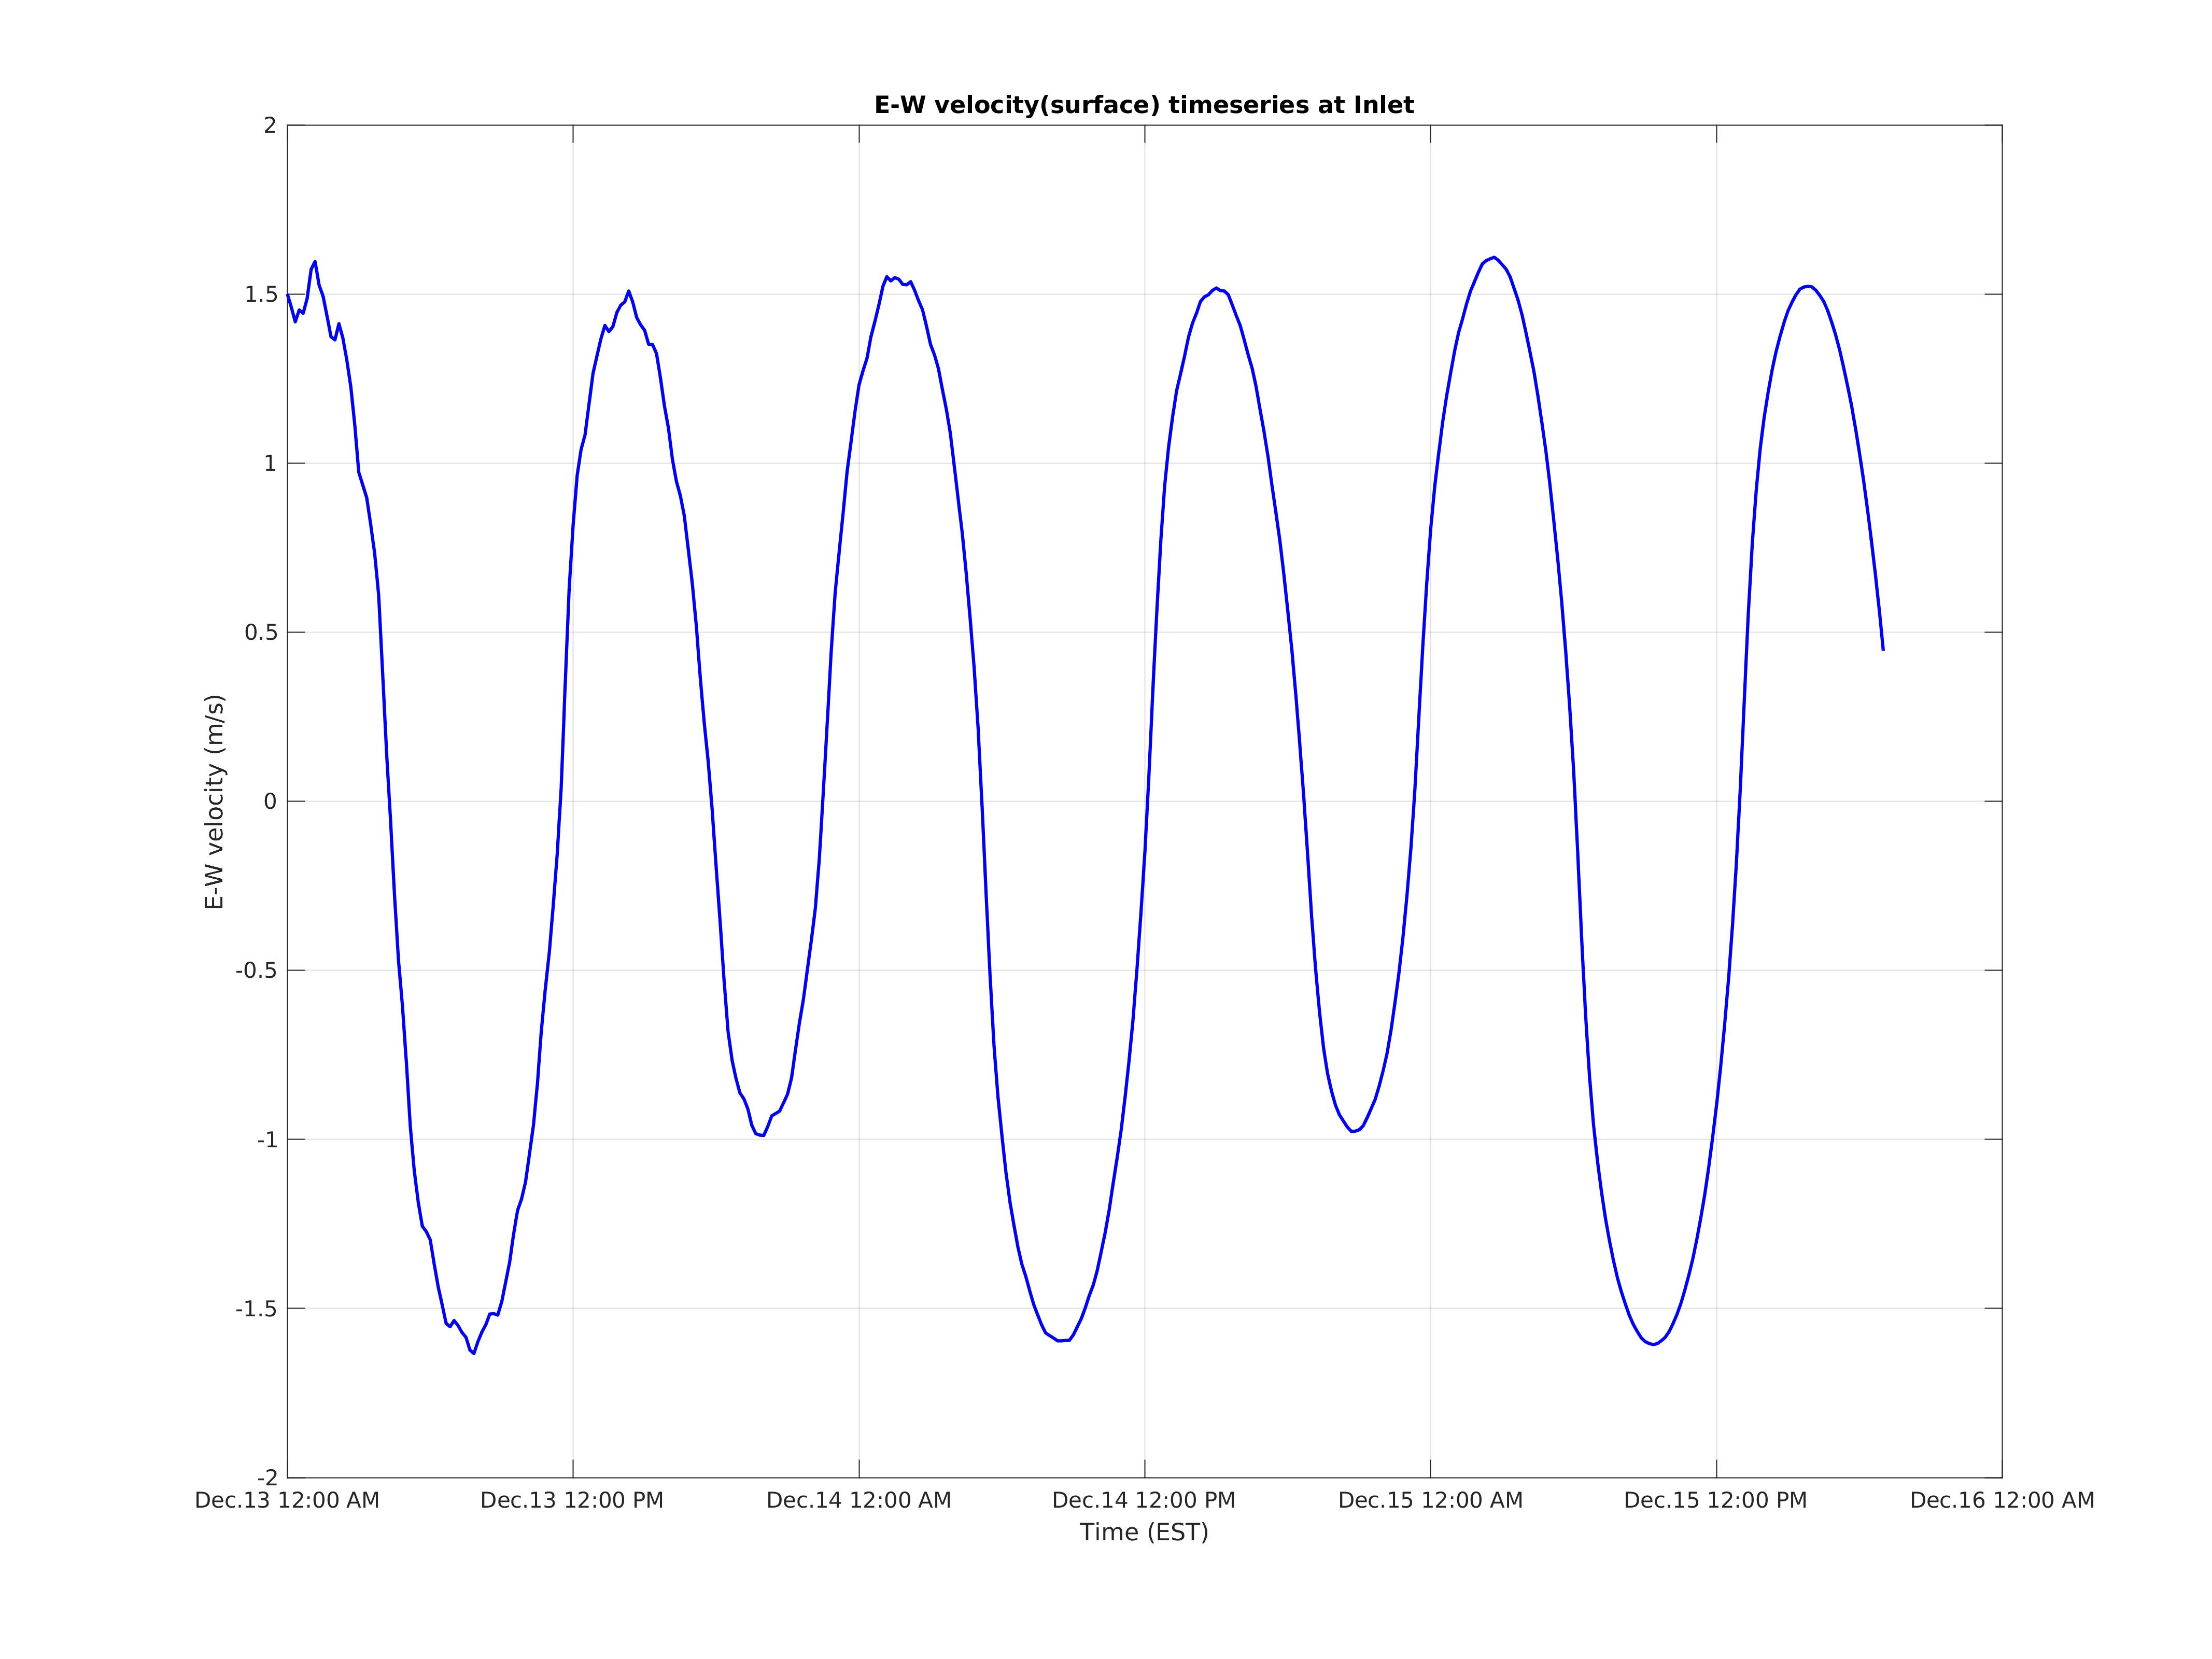 E-W velocity(surface) timeseries at Inlet
2
1.5
1
0.5
0
-0.5
-1
-1.5
-2
E-W velocity (m/s)
Dec.13 12:00 AM
Dec.13 12:00 PM
Dec.14 12:00 AM
Dec.14 12:00 PM
Dec.15 12:00 AM
Dec.15 12:00 PM
Dec.16 12:00 AM
Time (EST)